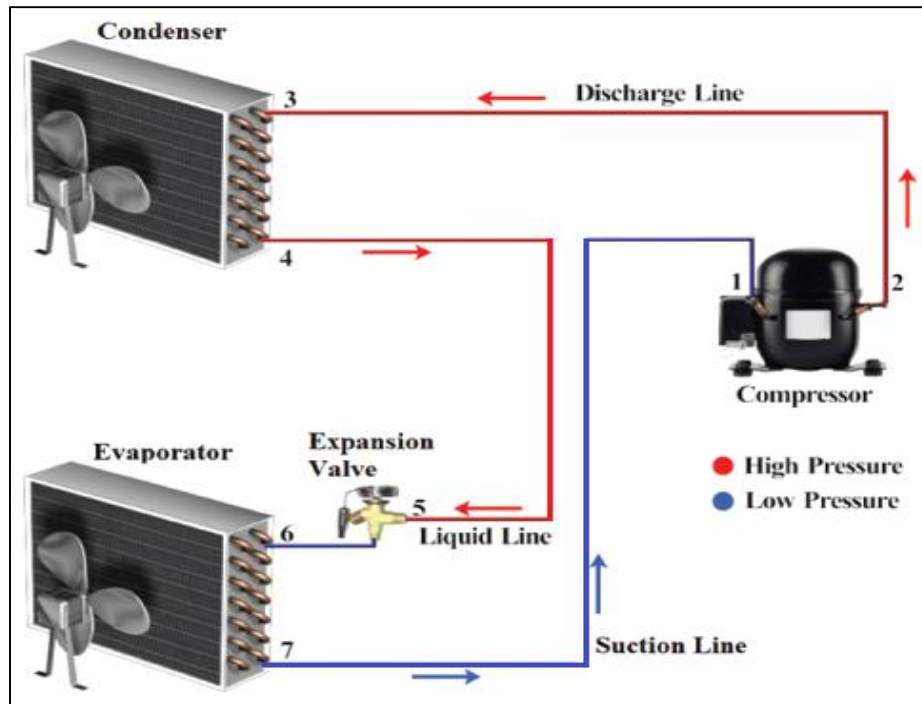 Condenser
3
Discharge Line
4
1
2
Compressor
Evaporator
Expansion
Valve
5
6
Liquid Line
High Pressure
Low Pressure
7
Suction Line